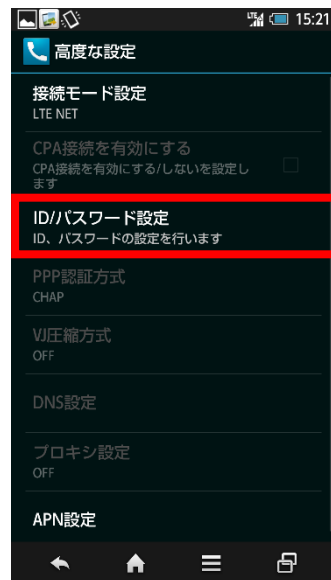 LTE 15:21
高度な設定
接続モード設定
LTE NET
CPA接続を有効にする
CPA接続を有効にする/しないを設定し
ます
ID/パスワード設定
ID、パスワードの設定を行います
PPP認証方式
CHAP
VJ圧縮方式
OFF
DNS設定
プロキシ設定
OFF
APN設定